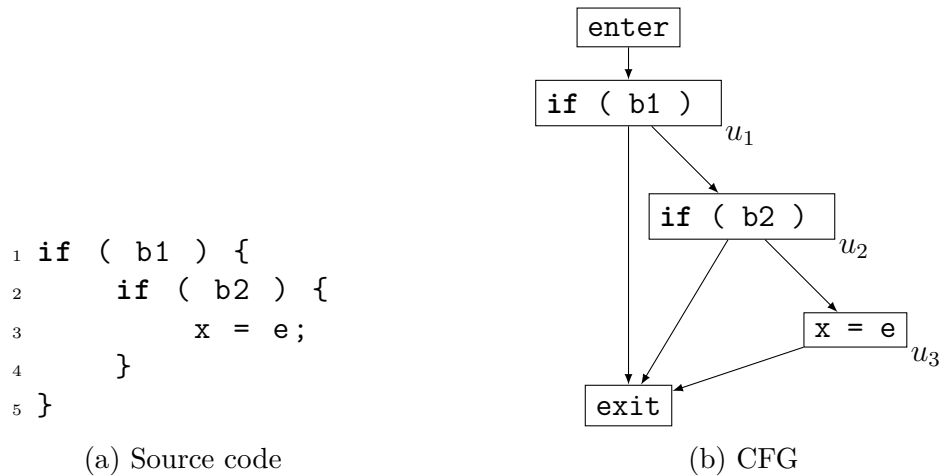 1 if ( b1 ) {
2 if ( b2 ) {
3 x = e;
4 }
5 }
(a) Source code
enter
if ( b1 )
u1
if ( b2 )
u2
x = e
u3
exit
(b) CFG